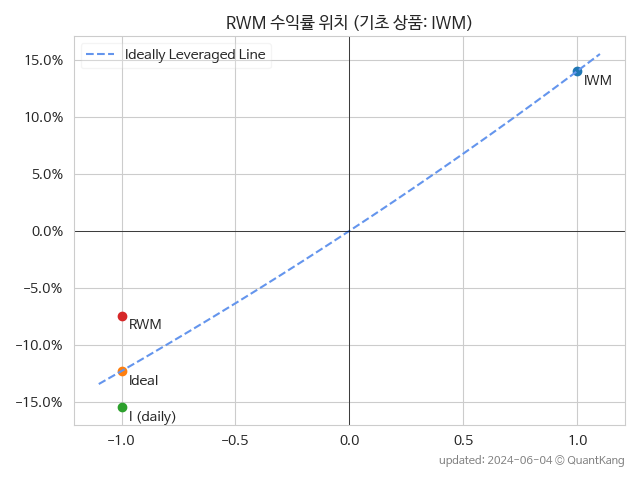 RWM 수익률 위치 (기초 상품: IWM)
Ideally Leveraged Line
15.0%
10.0%
5.0%
0.0%
−5.0%
−10.0%
−15.0%
IWM
RWM
Ideal
I (daily)
−1.0
−0.5
0.0
0.5
1.0
updated: 2024-06-04 © QuantKang